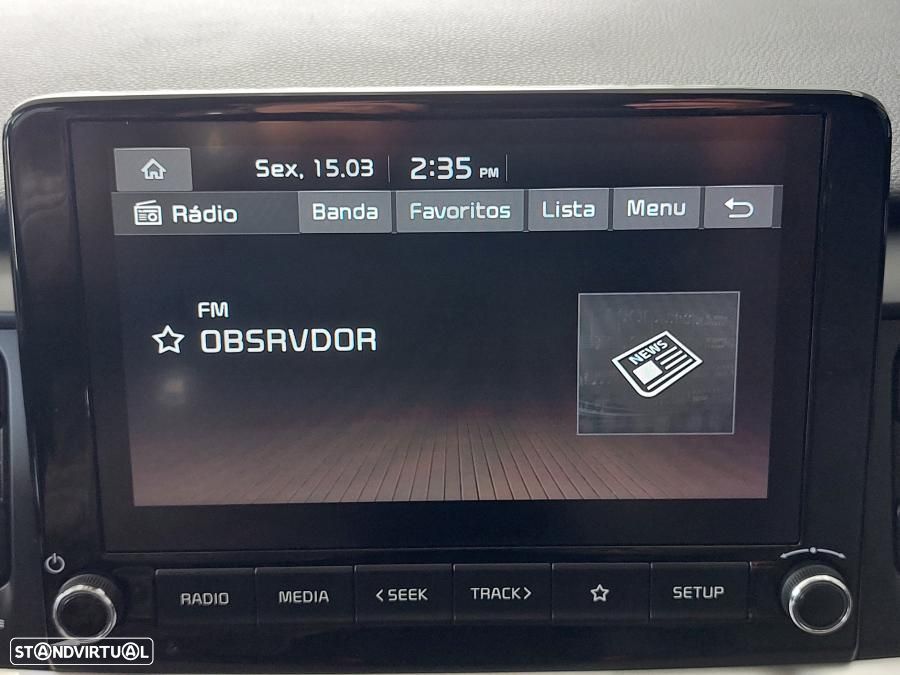 Sex, 15.03 2:35 PM
Rádio Banda Favoritos Lista Menu
FM
OBSRVDOR
NEWS
RADIO MEDIA <SEEK TRACK> SETUP
STANDVIRTUAL